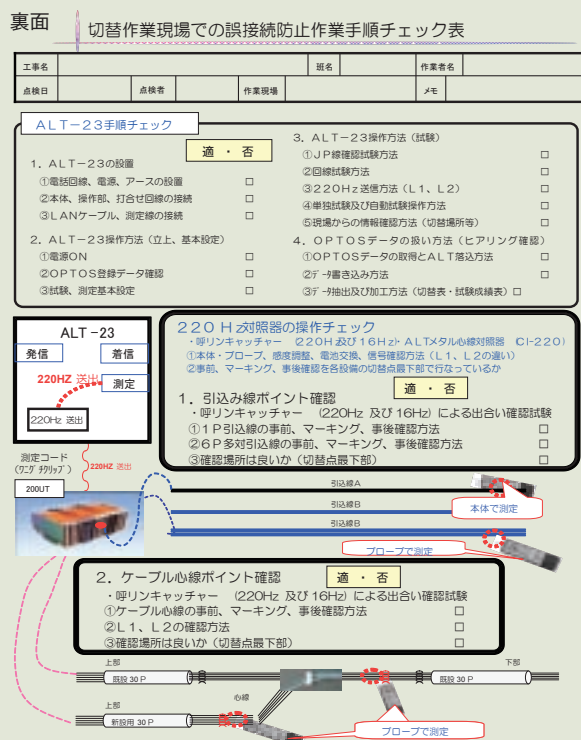 裏面
切替作業現場での誤接続防止作業手順チェック表
工事名 班名 作業者名
点検日 点検者 作業現場 メモ
ALT-23手順チェック
適 ・ 否
1. ALT-23の設置
①電話回線、電源、アースの設置 □
②本体、操作部、打合せ回線の接続 □
③LANケーブル、測定線の接続 □
2. ALT-23操作方法(立上、基本設定)
①電源ON □
②OPTOS登録データ確認 □
③試験、測定基本設定 □
3. ALT-23操作方法(試験)
①JP線確認試験方法 □
②回線試験方法 □
③220Hz送信方法(L1、L2) □
④単独試験及び自動試験操作方法 □
⑤現場からの情報確認方法(切替場所等) □
4. OPTOSデータの扱い方法(ヒアリング確認)
①OPTOSデータの取得とALT落込方法 □
②データ書き込み方法 □
③データ抽出及び加工方法(切替表・試験成績表) □
ALT-23
発信 着信
220HZ 送出 測定
220Hz 送出
220Hz対照器の操作チェック
・呼リンキャッチャー (220Hz及び16Hz)・ALTメタル心線対照器 (CI-220)
①本体・プローブ、感度調整、電池交換、信号確認方法(L1、L2の違い)
②事前、マーキング、事後確認を各設備の切替点最下部で行なっているか
適 ・ 否
1. 引込み線ポイント確認
・呼リンキャッチャー (220Hz 及び 16Hz) による出合い確認試験
①1P引込線の事前、マーキング、事後確認方法 □
②6P多対引込線の事前、マーキング、事後確認方法 □
③確認場所は良いか(切替点最下部) □
測定コード
(ワニグチクリップ)
220HZ 送出
200UT
引込線A
引込線B
引込線B
本体で測定
プローブで測定
2. ケーブル心線ポイント確認
適 ・ 否
・呼リンキャッチャー (220Hz 及び 16Hz) による出合い確認試験
①ケーブル心線の事前、マーキング、事後確認方法 □
②L1、L2の確認方法 □
③確認場所は良いか(切替点最下部) □
上部 下部
既設 30 P 既設 30 P
心線
上部
新設用 30 P
プローブで測定